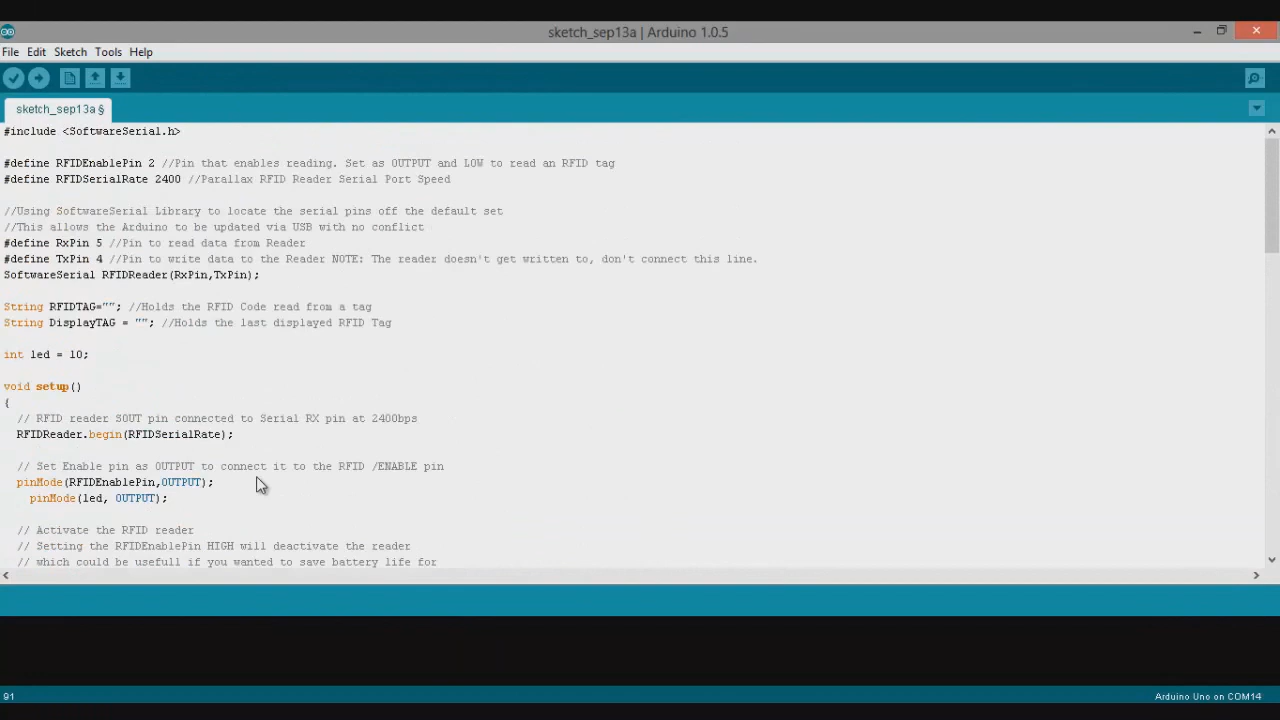 sketch_sep13a | Arduino 1.0.5
File Edit Sketch Tools Help
sketch_sep13a §
#include <SoftwareSerial.h>
#define RFIDEnablePin 2 //Pin that enables reading. Set as OUTPUT and LOW to read an RFID tag
#define RFIDSerialRate 2400 //Parallax RFID Reader Serial Port Speed
//Using SoftwareSerial Library to locate the serial pins off the default set
//This allows the Arduino to be updated via USB with no conflict
#define RxPin 5 //Pin to read data from Reader
#define TxPin 4 //Pin to write data to the Reader NOTE: The reader doesn't get written to, don't connect this line.
SoftwareSerial RFIDReader(RxPin,TxPin);
String RFIDTAG=""; //Holds the RFID Code read from a tag
String DisplayTAG = ""; //Holds the last displayed RFID Tag
int led = 10;
void setup()
{
// RFID reader SOUT pin connected to Serial RX pin at 2400bps
RFIDReader.begin(RFIDSerialRate);
// Set Enable pin as OUTPUT to connect it to the RFID /ENABLE pin
pinMode(RFIDEnablePin,OUTPUT);
pinMode(led, OUTPUT);
// Activate the RFID reader
// Setting the RFIDEnablePin HIGH will deactivate the reader
// which could be usefull if you wanted to save battery life for
91
Arduino Uno on COM14